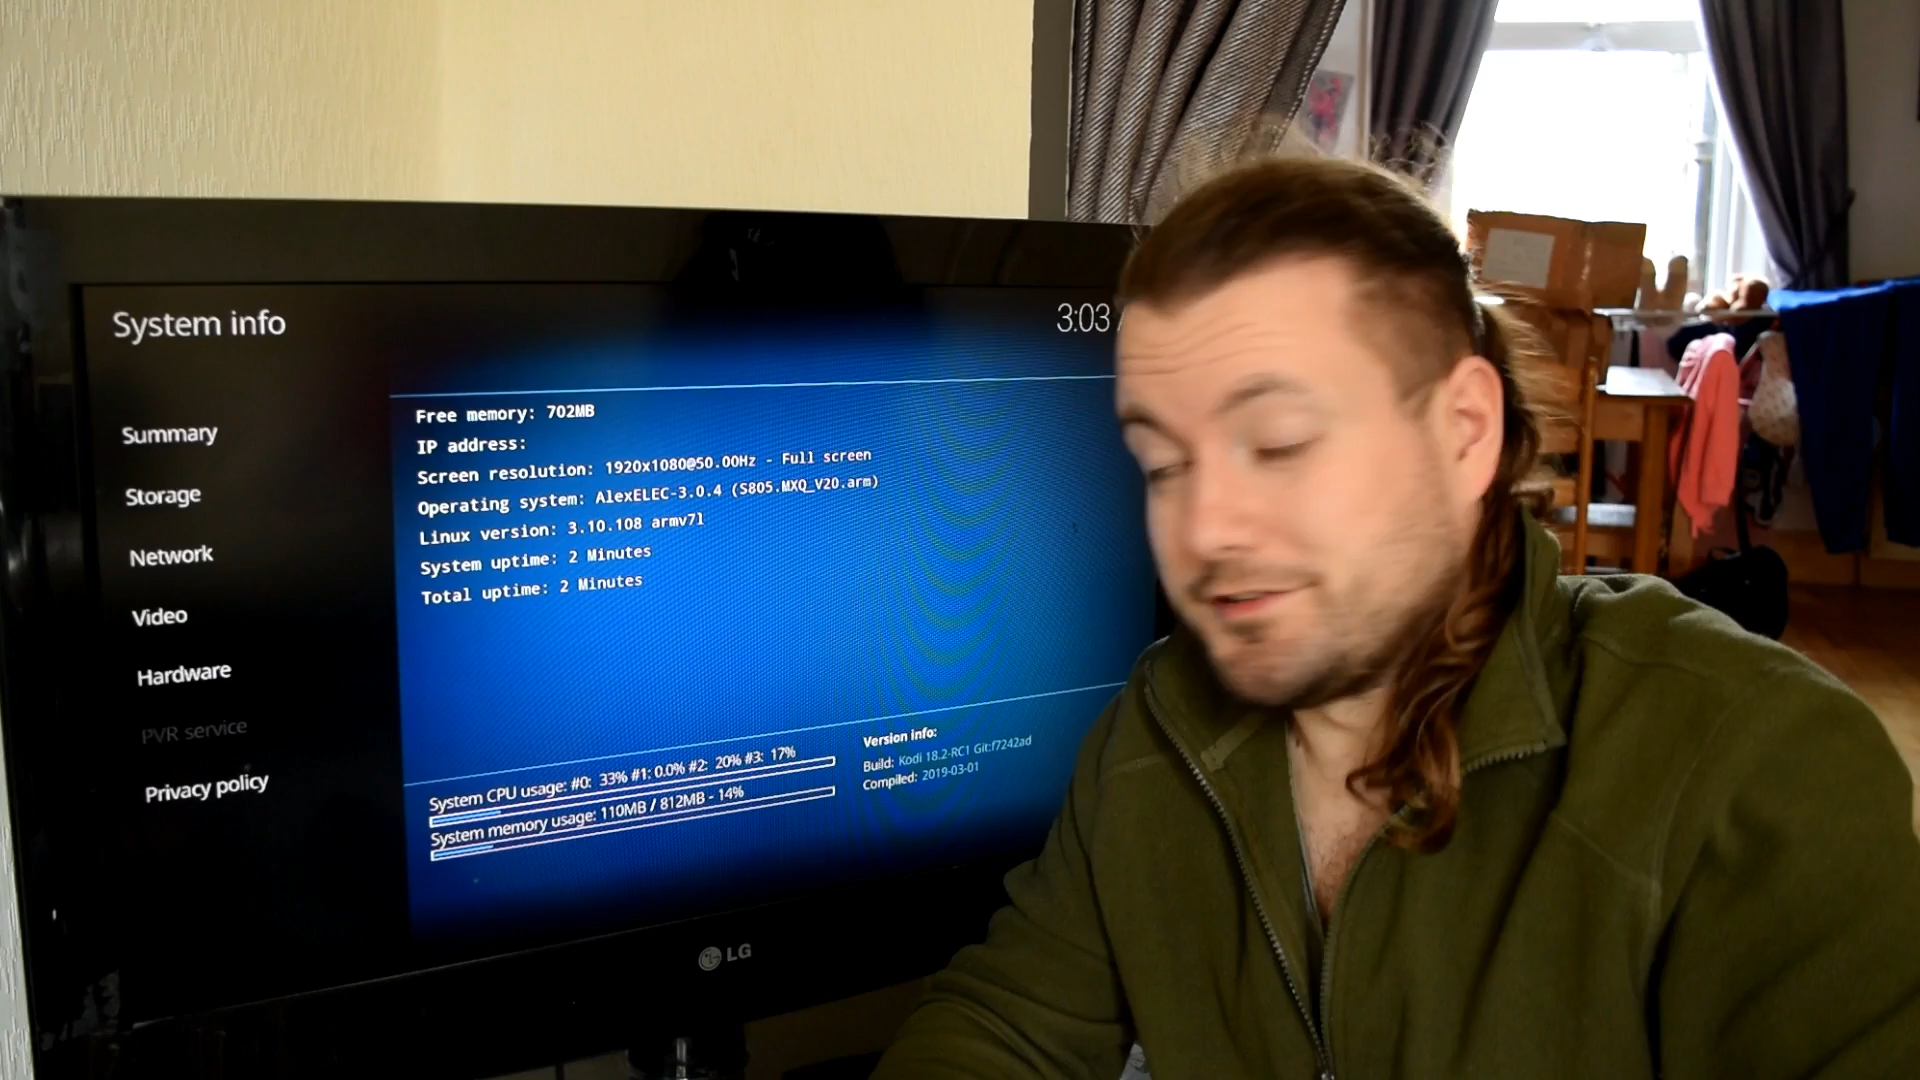 System info
3:03
Summary
Storage
Network
Video
Hardware
PVR service
Privacy policy
Free memory: 702MB
IP address:
Screen resolution: 1920x1080@50.00Hz - Full screen
Operating system: AlexELEC-3.0.4 (S805.MXQ_V20.arm)
Linux version: 3.10.108 armv7l
System uptime: 2 Minutes
Total uptime: 2 Minutes
System CPU usage: #0: 33% #1: 0.0% #2: 20% #3: 17%
System memory usage: 110MB / 812MB - 14%
Version info:
Build: Kodi 18.2-RC1 Git:f7242ad
Compiled: 2019-03-01
LG